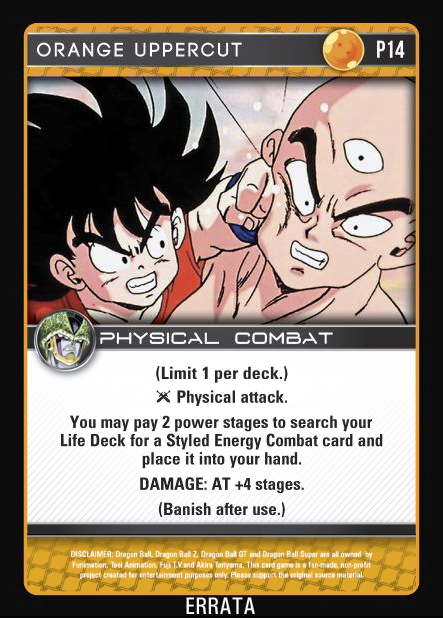 ORANGE UPPERCUT P14
PHYSICAL COMBAT
(Limit 1 per deck.)
Physical attack.
You may pay 2 power stages to search your
Life Deck for a Styled Energy Combat card and
place it into your hand.
DAMAGE: AT +4 stages.
(Banish after use.)
DISCLAIMER: Dragon Ball, Dragon Ball Z, Dragon Ball GT and Dragon Ball Super are all owned by
Funimation, Toei Animation, Fuji T.V and Akira Toriyama. This card game is a fan-made, non-profit
project created for entertainment purposes only. Please support the original source material.
ERRATA